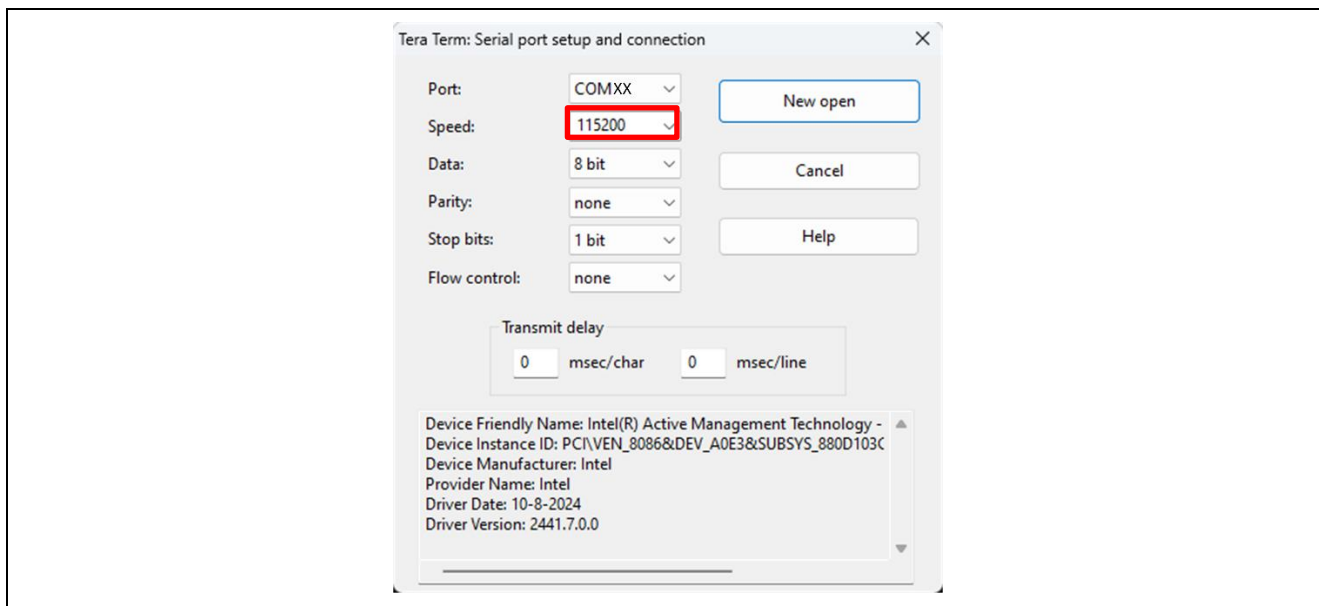 Tera Term: Serial port setup and connection
Port: COMXX
New open
Speed: 115200
Data: 8 bit
Cancel
Parity: none
Stop bits: 1 bit
Help
Flow control: none
Transmit delay
0 msec/char 0 msec/line
Device Friendly Name: Intel(R) Active Management Technology -
Device Instance ID: PCI\VEN_8086&DEV_A0E3&SUBSYS_880D103C
Device Manufacturer: Intel
Provider Name: Intel
Driver Date: 10-8-2024
Driver Version: 2441.7.0.0